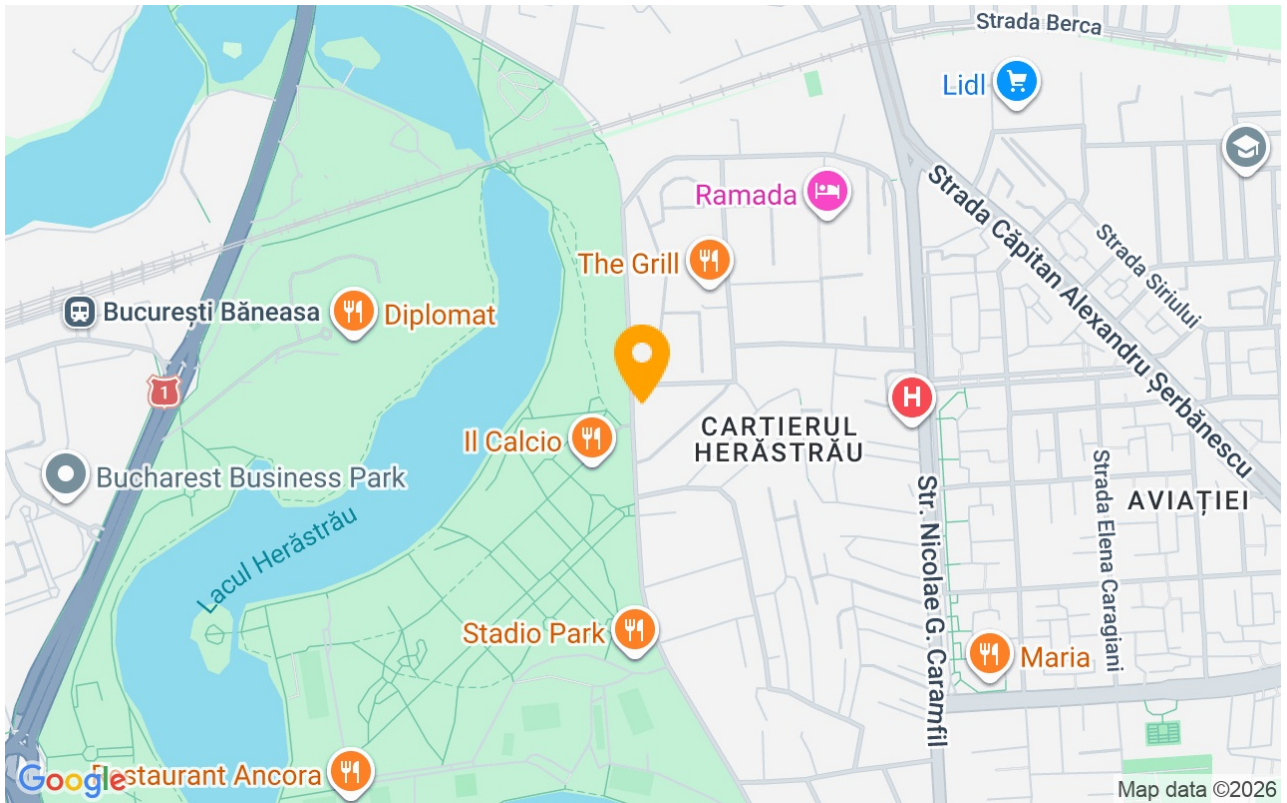 Strada Berca
Lidl
Ramada
Strada Căpitan Alexandru Șerbănescu
Strada Siriului
The Grill
București Băneasa
Diplomat
1
H
Il Calcio
CARTIERUL
HERĂSTRĂU
Bucharest Business Park
Strada Elena Caragiani
AVIAȚIEI
Str. Nicolae G. Caramfil
Lacul Herăstrău
Stadio Park
Maria
Google
Restaurant Ancora
Map data ©2026